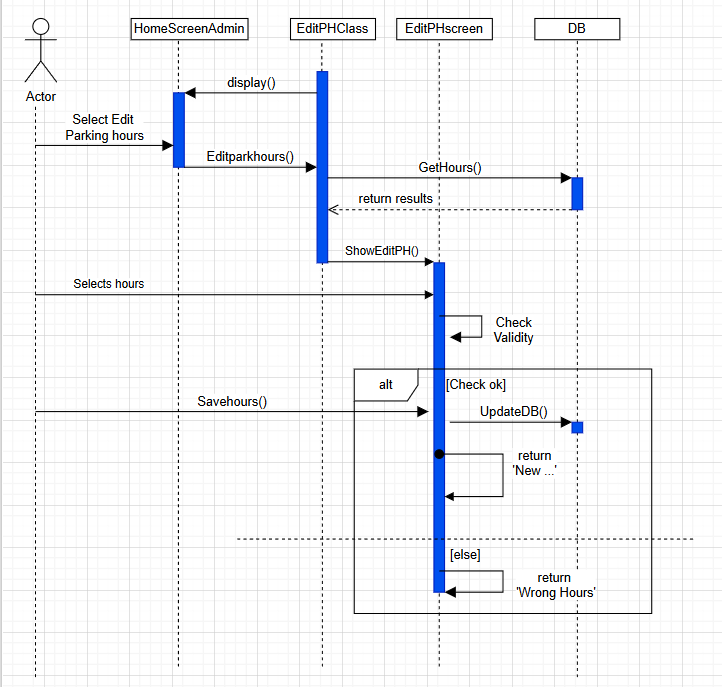 HomeScreenAdmin
EditPHClass
EditPHscreen
DB
Actor
display()
Select Edit
Parking hours
Editparkhours()
GetHours()
return results
ShowEditPH()
Selects hours
Check
Validity
alt
[Check ok]
Savehours()
UpdateDB()
return
'New ...'
[else]
return
'Wrong Hours'